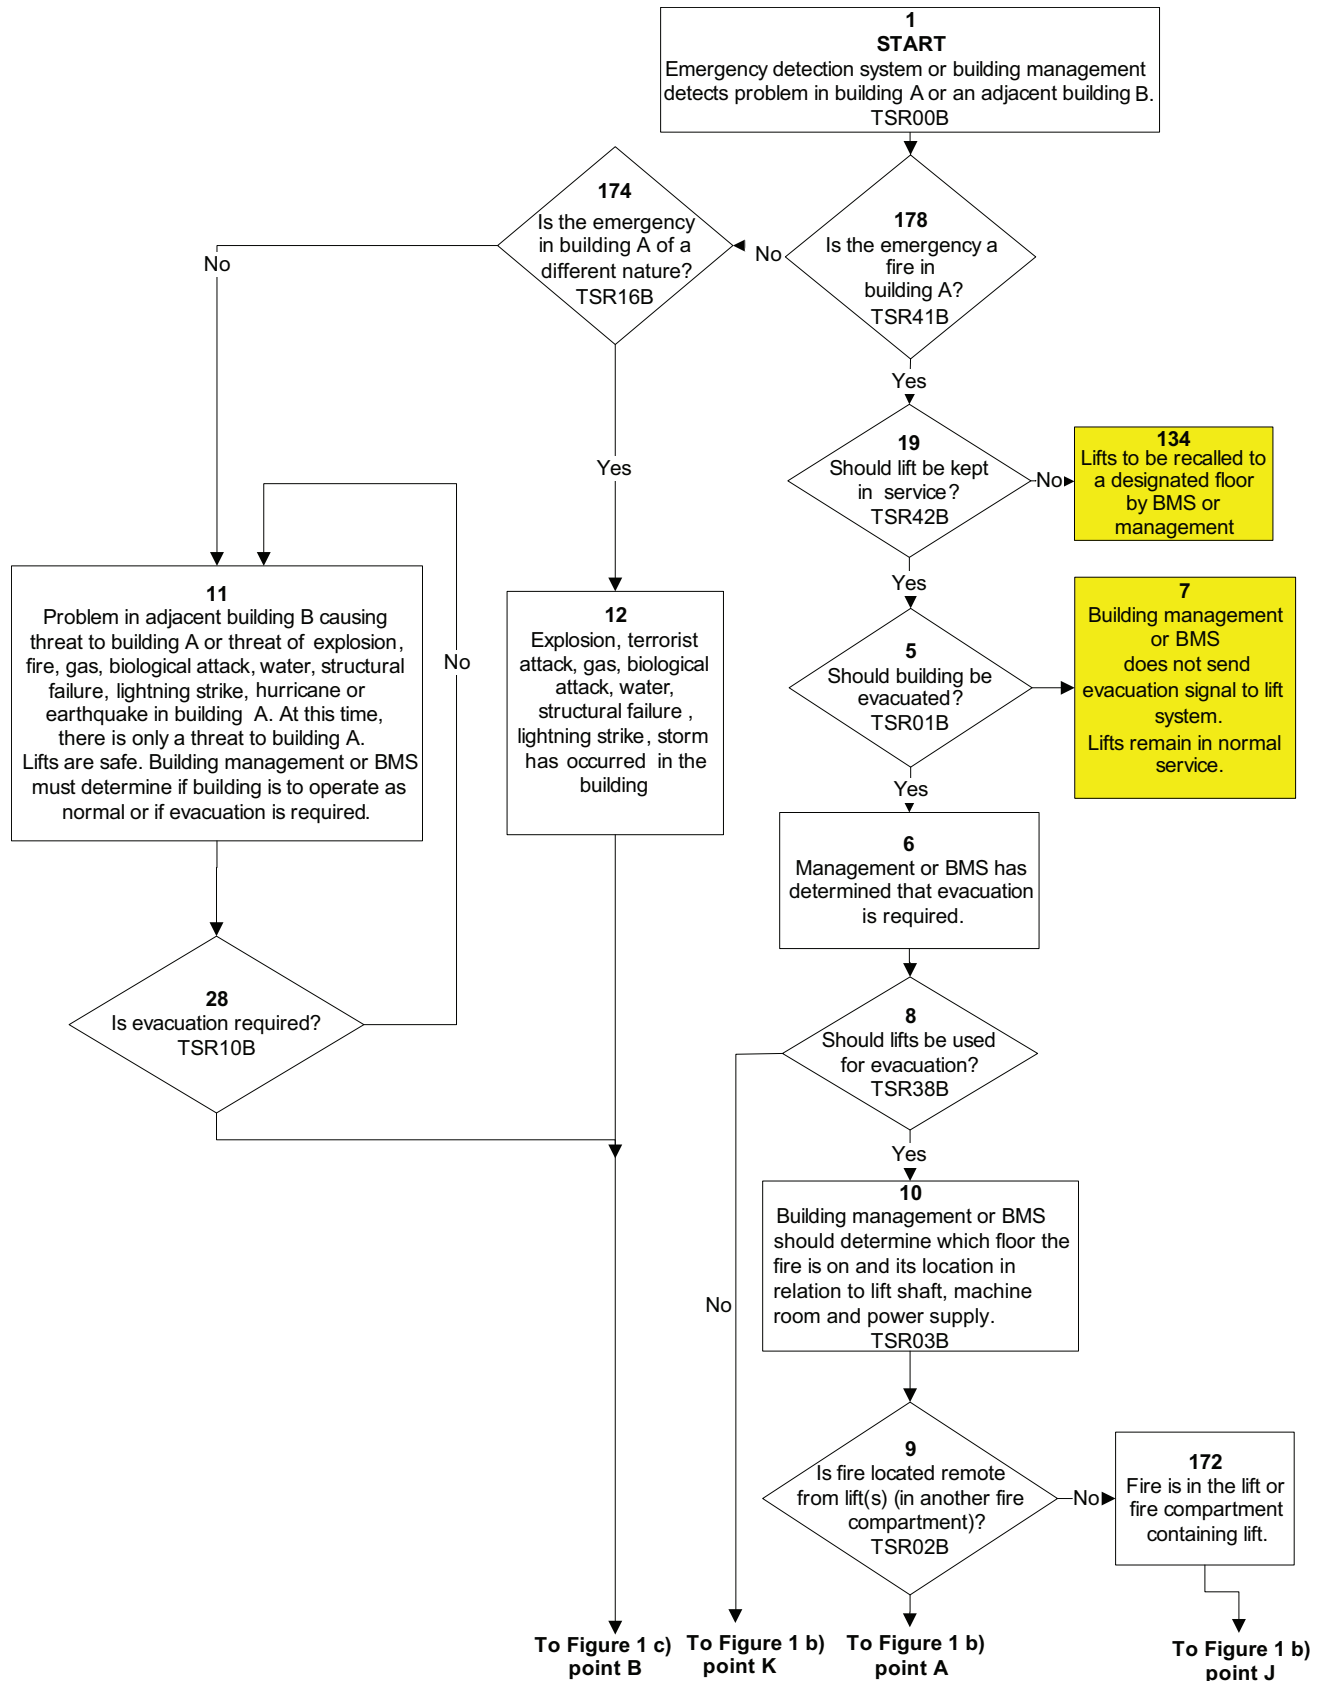 1
START
Emergency detection system or building management
detects problem in building A or an adjacent building B.
TSR00B
174
Is the emergency
in building A of a
different nature?
TSR16B
No
178
Is the emergency a
fire in
building A?
TSR41B
No
Yes
Yes
19
Should lift be kept
in service?
TSR42B
No
134
Lifts to be recalled to
a designated floor
by BMS or
management
Yes
11
Problem in adjacent building B causing
threat to building A or threat of explosion,
fire, gas, biological attack, water, structural
failure, lightning strike, hurricane or
earthquake in building A. At this time,
there is only a threat to building A.
Lifts are safe. Building management or BMS
must determine if building is to operate as
normal or if evacuation is required.
No
12
Explosion, terrorist
attack, gas, biological
attack, water,
structural failure ,
lightning strike, storm
has occurred in the
building
5
Should building be
evacuated?
TSR01B
7
Building management
or BMS
does not send
evacuation signal to lift
system.
Lifts remain in normal
service.
Yes
6
Management or BMS has
determined that evacuation
is required.
28
Is evacuation required?
TSR10B
8
Should lifts be used
for evacuation?
TSR38B
Yes
No
10
Building management or BMS
should determine which floor the
fire is on and its location in
relation to lift shaft, machine
room and power supply.
TSR03B
9
Is fire located remote
from lift(s) (in another fire
compartment)?
TSR02B
No
172
Fire is in the lift or
fire compartment
containing lift.
To Figure 1 c)
point B
To Figure 1 b)
point K
To Figure 1 b)
point A
To Figure 1 b)
point J